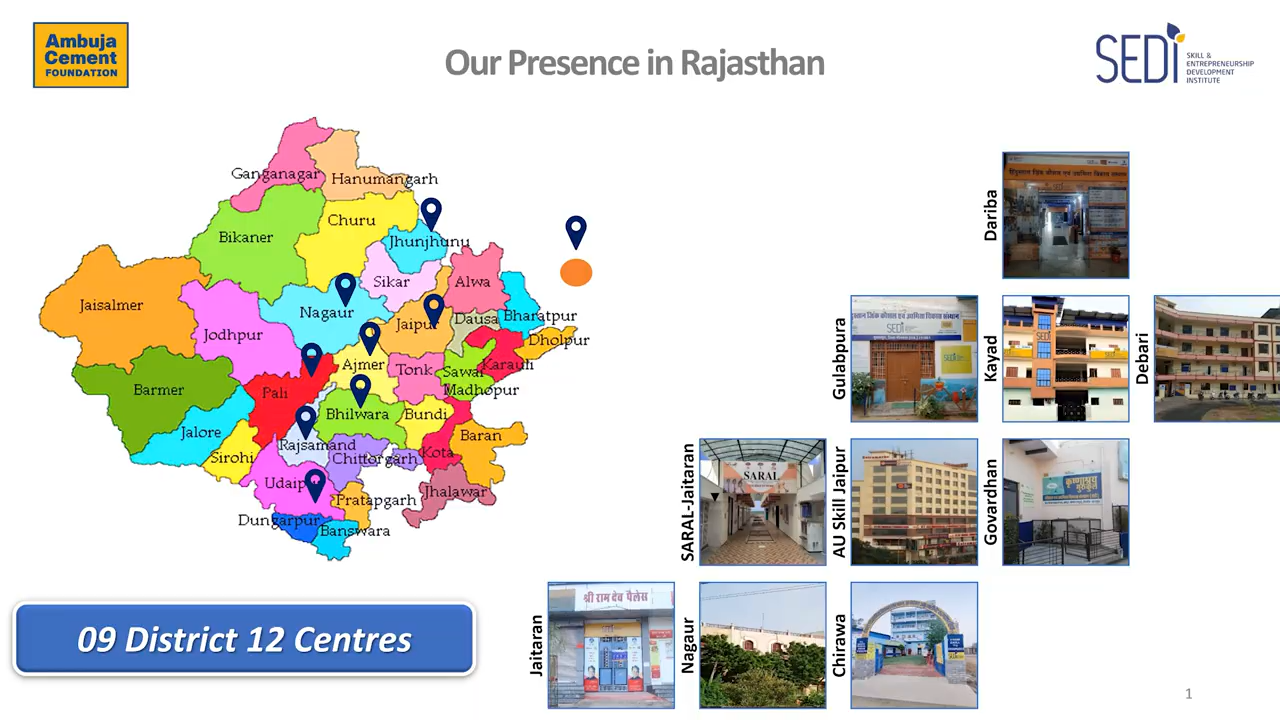 Ambuja
Cement
FOUNDATION
Our Presence in Rajasthan
SEDI
SKILL &
ENTREPRENEURSHIP
DEVELOPMENT
INSTITUTE
Ganganagar
Hanumangarh
Churu
Bikaner
Jhunjhunu
Sikar
Alwa
Jaisalmer
Nagaur
Jaipur
Dausa
Bharatpur
Jodhpur
Dholpur
Ajmer
Tonk
Sawai
Madhopur
Karauli
Barmer
Pali
Bhilwara
Bundi
Jalore
Rajsamand
Baran
Sirohi
Chittorgarh
Kota
Udaip
Pratapgarh
Jhalawar
Dungarpur
Banswara
09 District 12 Centres
Dariba
Gulabpura
SEDI
Kayad
SEDI
Debari
SARAL-Jaitaran
SARAL
AU Skill Jaipur
Govardhan
Jaitaran
श्री राम देव पैलेस
Nagaur
Chirawa
1